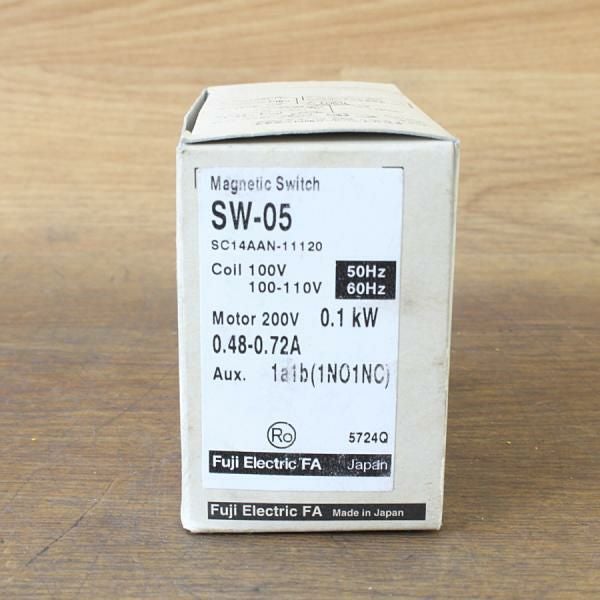 Magnetic Switch
SW-05
SC14AAN-11120
Coil 100V 50Hz
100-110V 60Hz
Motor 200V 0.1 kW
0.48-0.72A
Aux. 1a1b(1NO1NC)
Ro 5724Q
Fuji Electric FA Japan
Fuji Electric FA Made in Japan